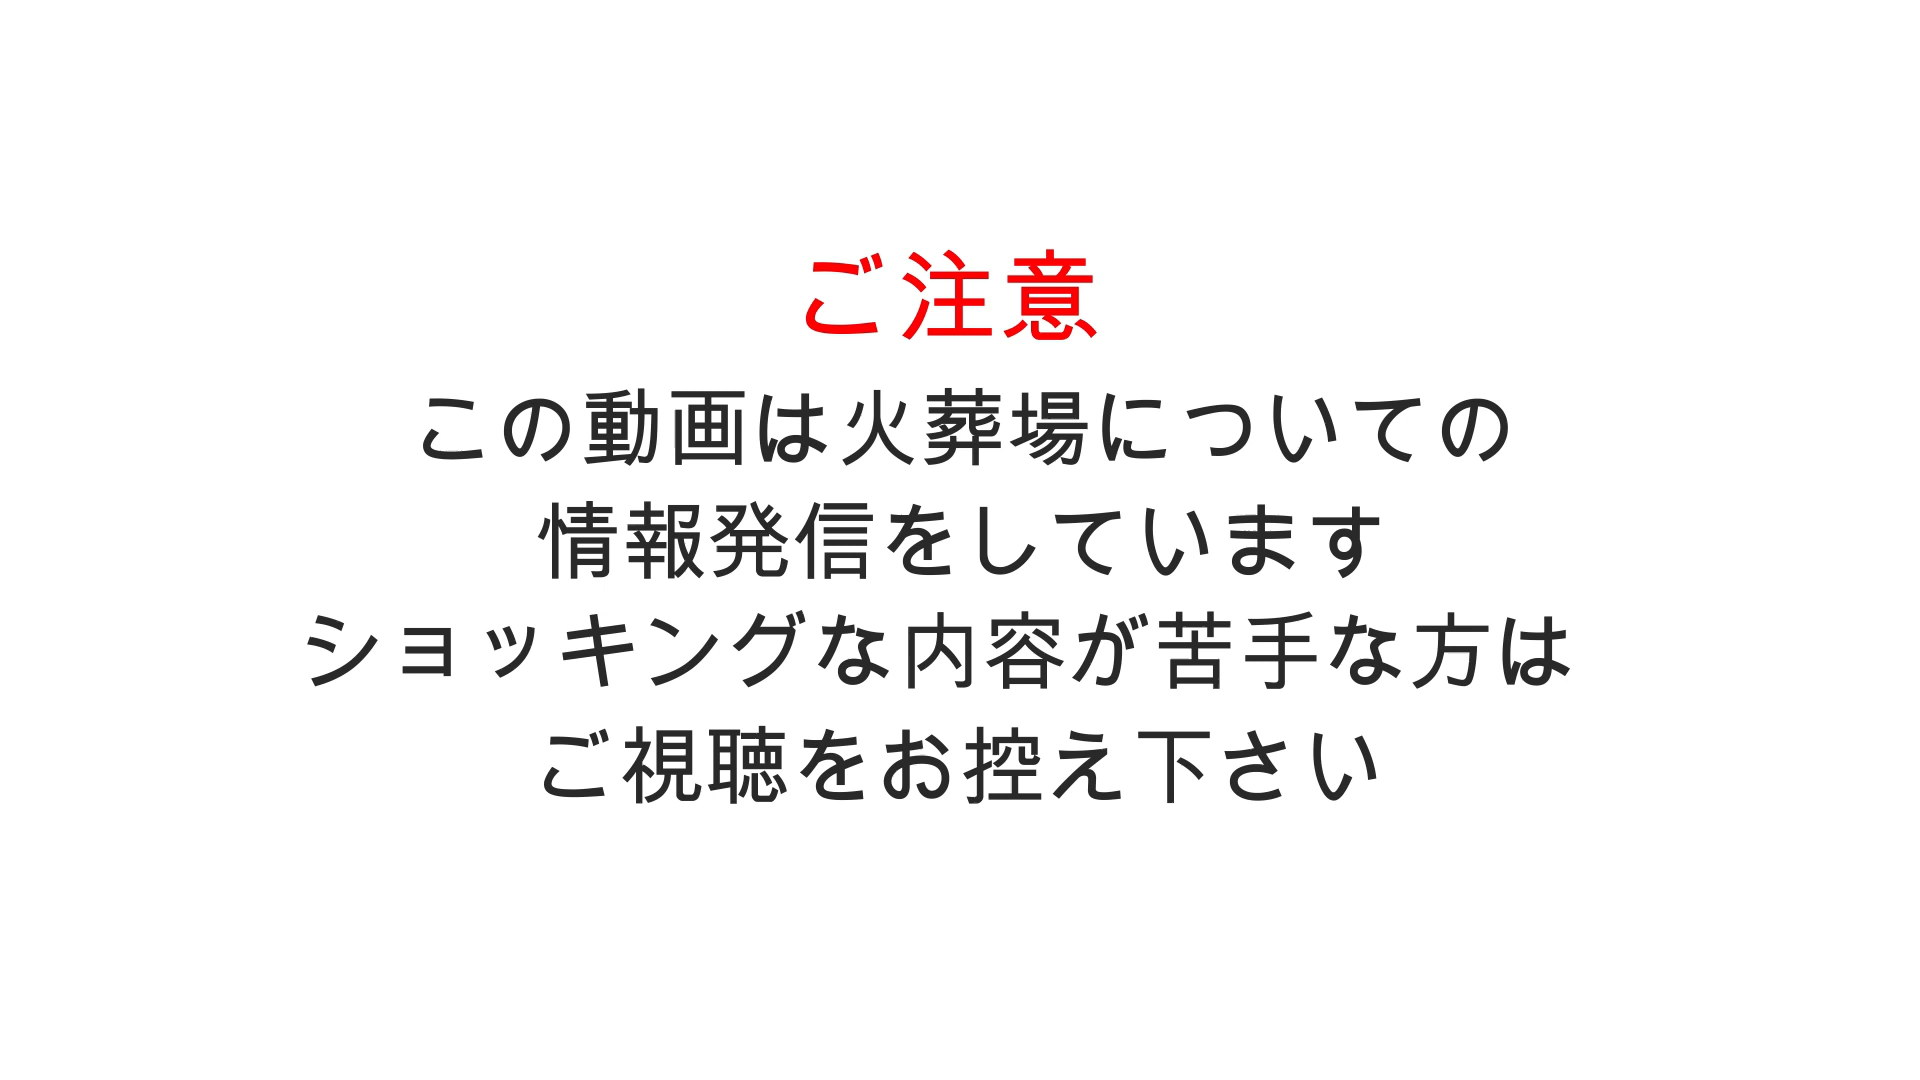 ご注意
この動画は火葬場についての
情報発信をしています
ショッキングな内容が苦手な方は
ご視聴をお控え下さい